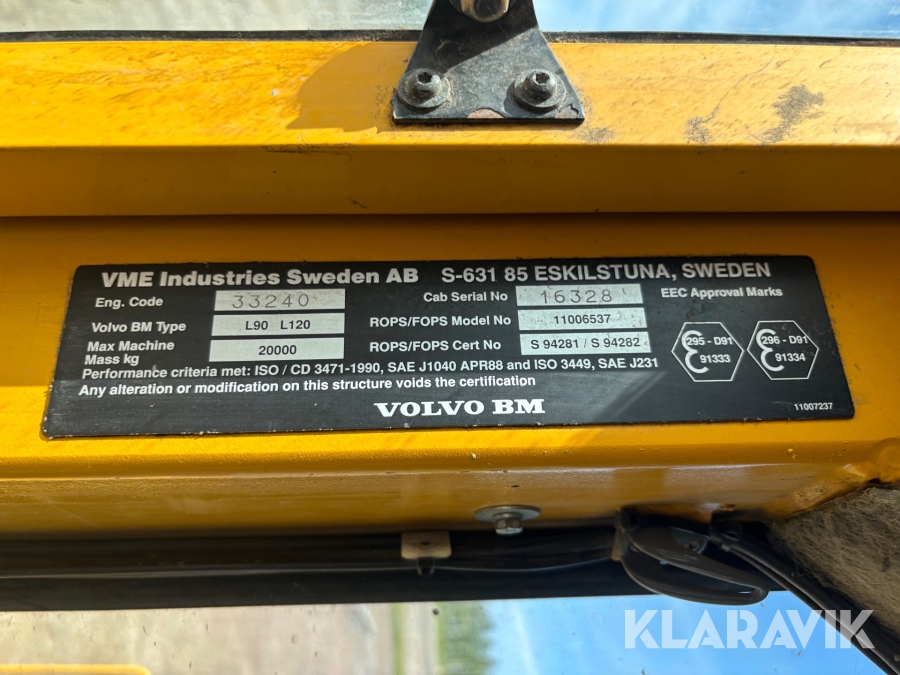 VME Industries Sweden AB S-631 85 ESKILSTUNA, SWEDEN
Eng. Code 33240 Cab Serial No 16328 EEC Approval Marks
Volvo BM Type L90 L120 ROPS/FOPS Model No 11006537
Max Machine Mass kg 20000 ROPS/FOPS Cert No S 94281 / S 94282
295 - D91
91333
296 - D91
91334
Performance criteria met: ISO / CD 3471-1990, SAE J1040 APR88 and ISO 3449, SAE J231
Any alteration or modification on this structure voids the certification
VOLVO BM
11007237
KLARAVIK